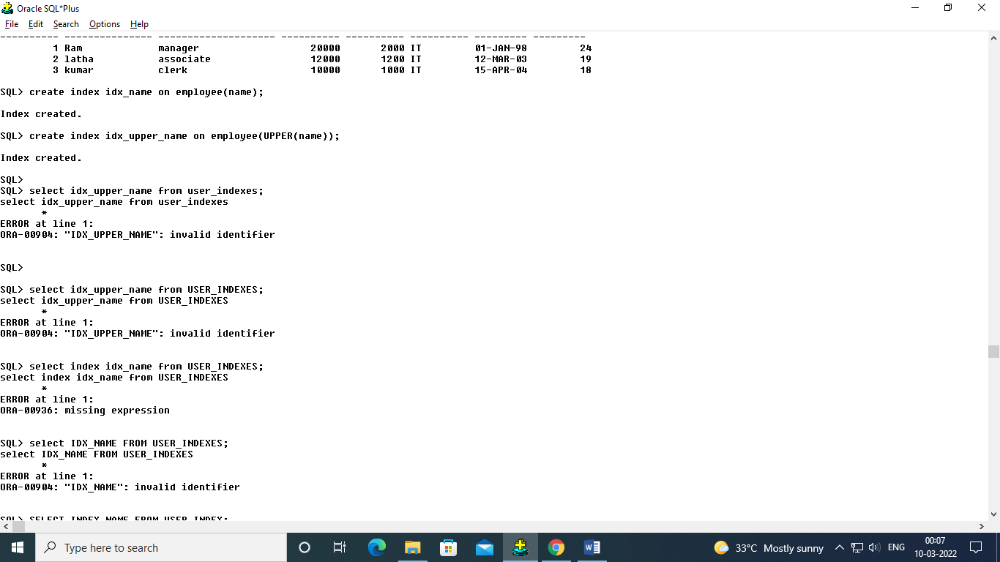 Oracle SQL*Plus
File Edit Search Options Help
---------- --------------- -------------------- ---------- ---------- ---------- --------- ---------
1 Ram manager 20000 2000 IT 01-JAN-98 24
2 latha associate 12000 1200 IT 12-MAR-03 19
3 kumar clerk 10000 1000 IT 15-APR-04 18
SQL> create index idx_name on employee(name);
Index created.
SQL> create index idx_upper_name on employee(UPPER(name));
Index created.
SQL>
SQL> select idx_upper_name from user_indexes;
select idx_upper_name from user_indexes
*
ERROR at line 1:
ORA-00904: "IDX_UPPER_NAME": invalid identifier
SQL>
SQL> select idx_upper_name from USER_INDEXES;
select idx_upper_name from USER_INDEXES
*
ERROR at line 1:
ORA-00904: "IDX_UPPER_NAME": invalid identifier
SQL> select index idx_name from USER_INDEXES;
select index idx_name from USER_INDEXES
*
ERROR at line 1:
ORA-00936: missing expression
SQL> select IDX_NAME FROM USER_INDEXES;
select IDX_NAME FROM USER_INDEXES
*
ERROR at line 1:
ORA-00904: "IDX_NAME": invalid identifier
SQL> SELECT INDEX_NAME FROM USER_INDEX;
Type here to search
33°C Mostly sunny
ENG
00:07
10-03-2022